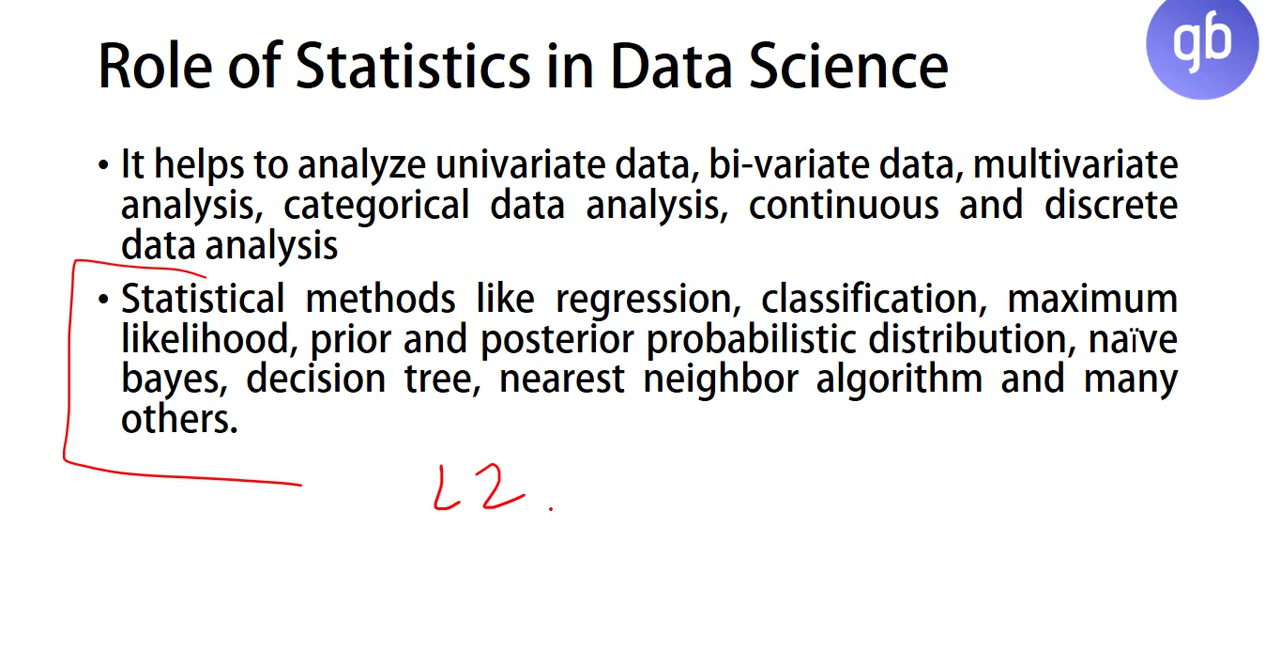 gb
Role of Statistics in Data Science
• It helps to analyze univariate data, bi-variate data, multivariate
analysis, categorical data analysis, continuous and discrete
data analysis
• Statistical methods like regression, classification, maximum
likelihood, prior and posterior probabilistic distribution, naïve
bayes, decision tree, nearest neighbor algorithm and many
others.
L2.